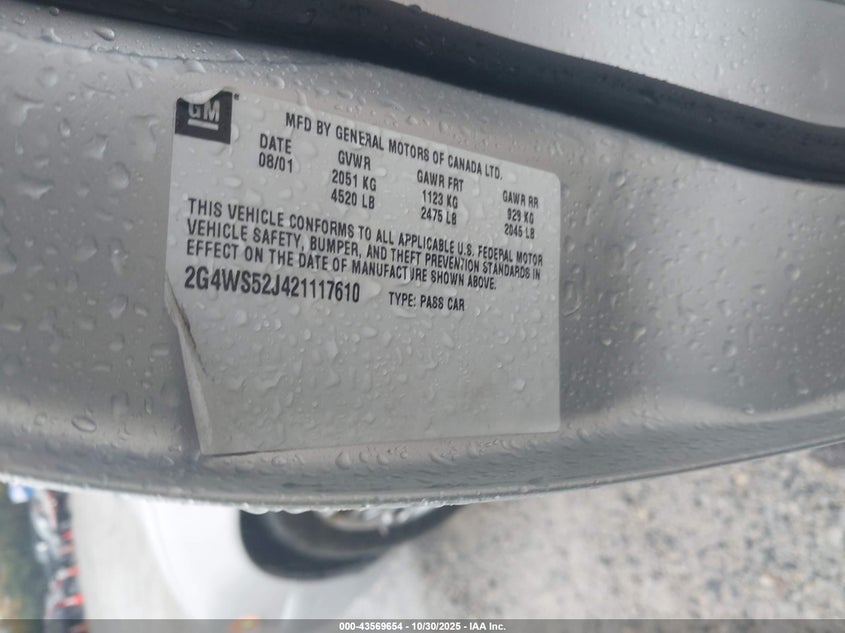 GM
MFD BY GENERAL MOTORS OF CANADA LTD.
DATE GVWR GAWR FRT GAWR RR
08/01 2051 KG 1123 KG 929 KG
4520 LB 2475 LB 2045 LB
THIS VEHICLE CONFORMS TO ALL APPLICABLE U.S. FEDERAL MOTOR
VEHICLE SAFETY, BUMPER, AND THEFT PREVENTION STANDARDS IN
EFFECT ON THE DATE OF MANUFACTURE SHOWN ABOVE.
2G4WS52J421117610 TYPE: PASS CAR
000-43569654 | 10/30/2025 | IAA Inc.